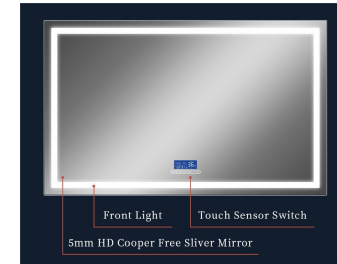 Front Light
Touch Sensor Switch
5mm HD Cooper Free Sliver Mirror